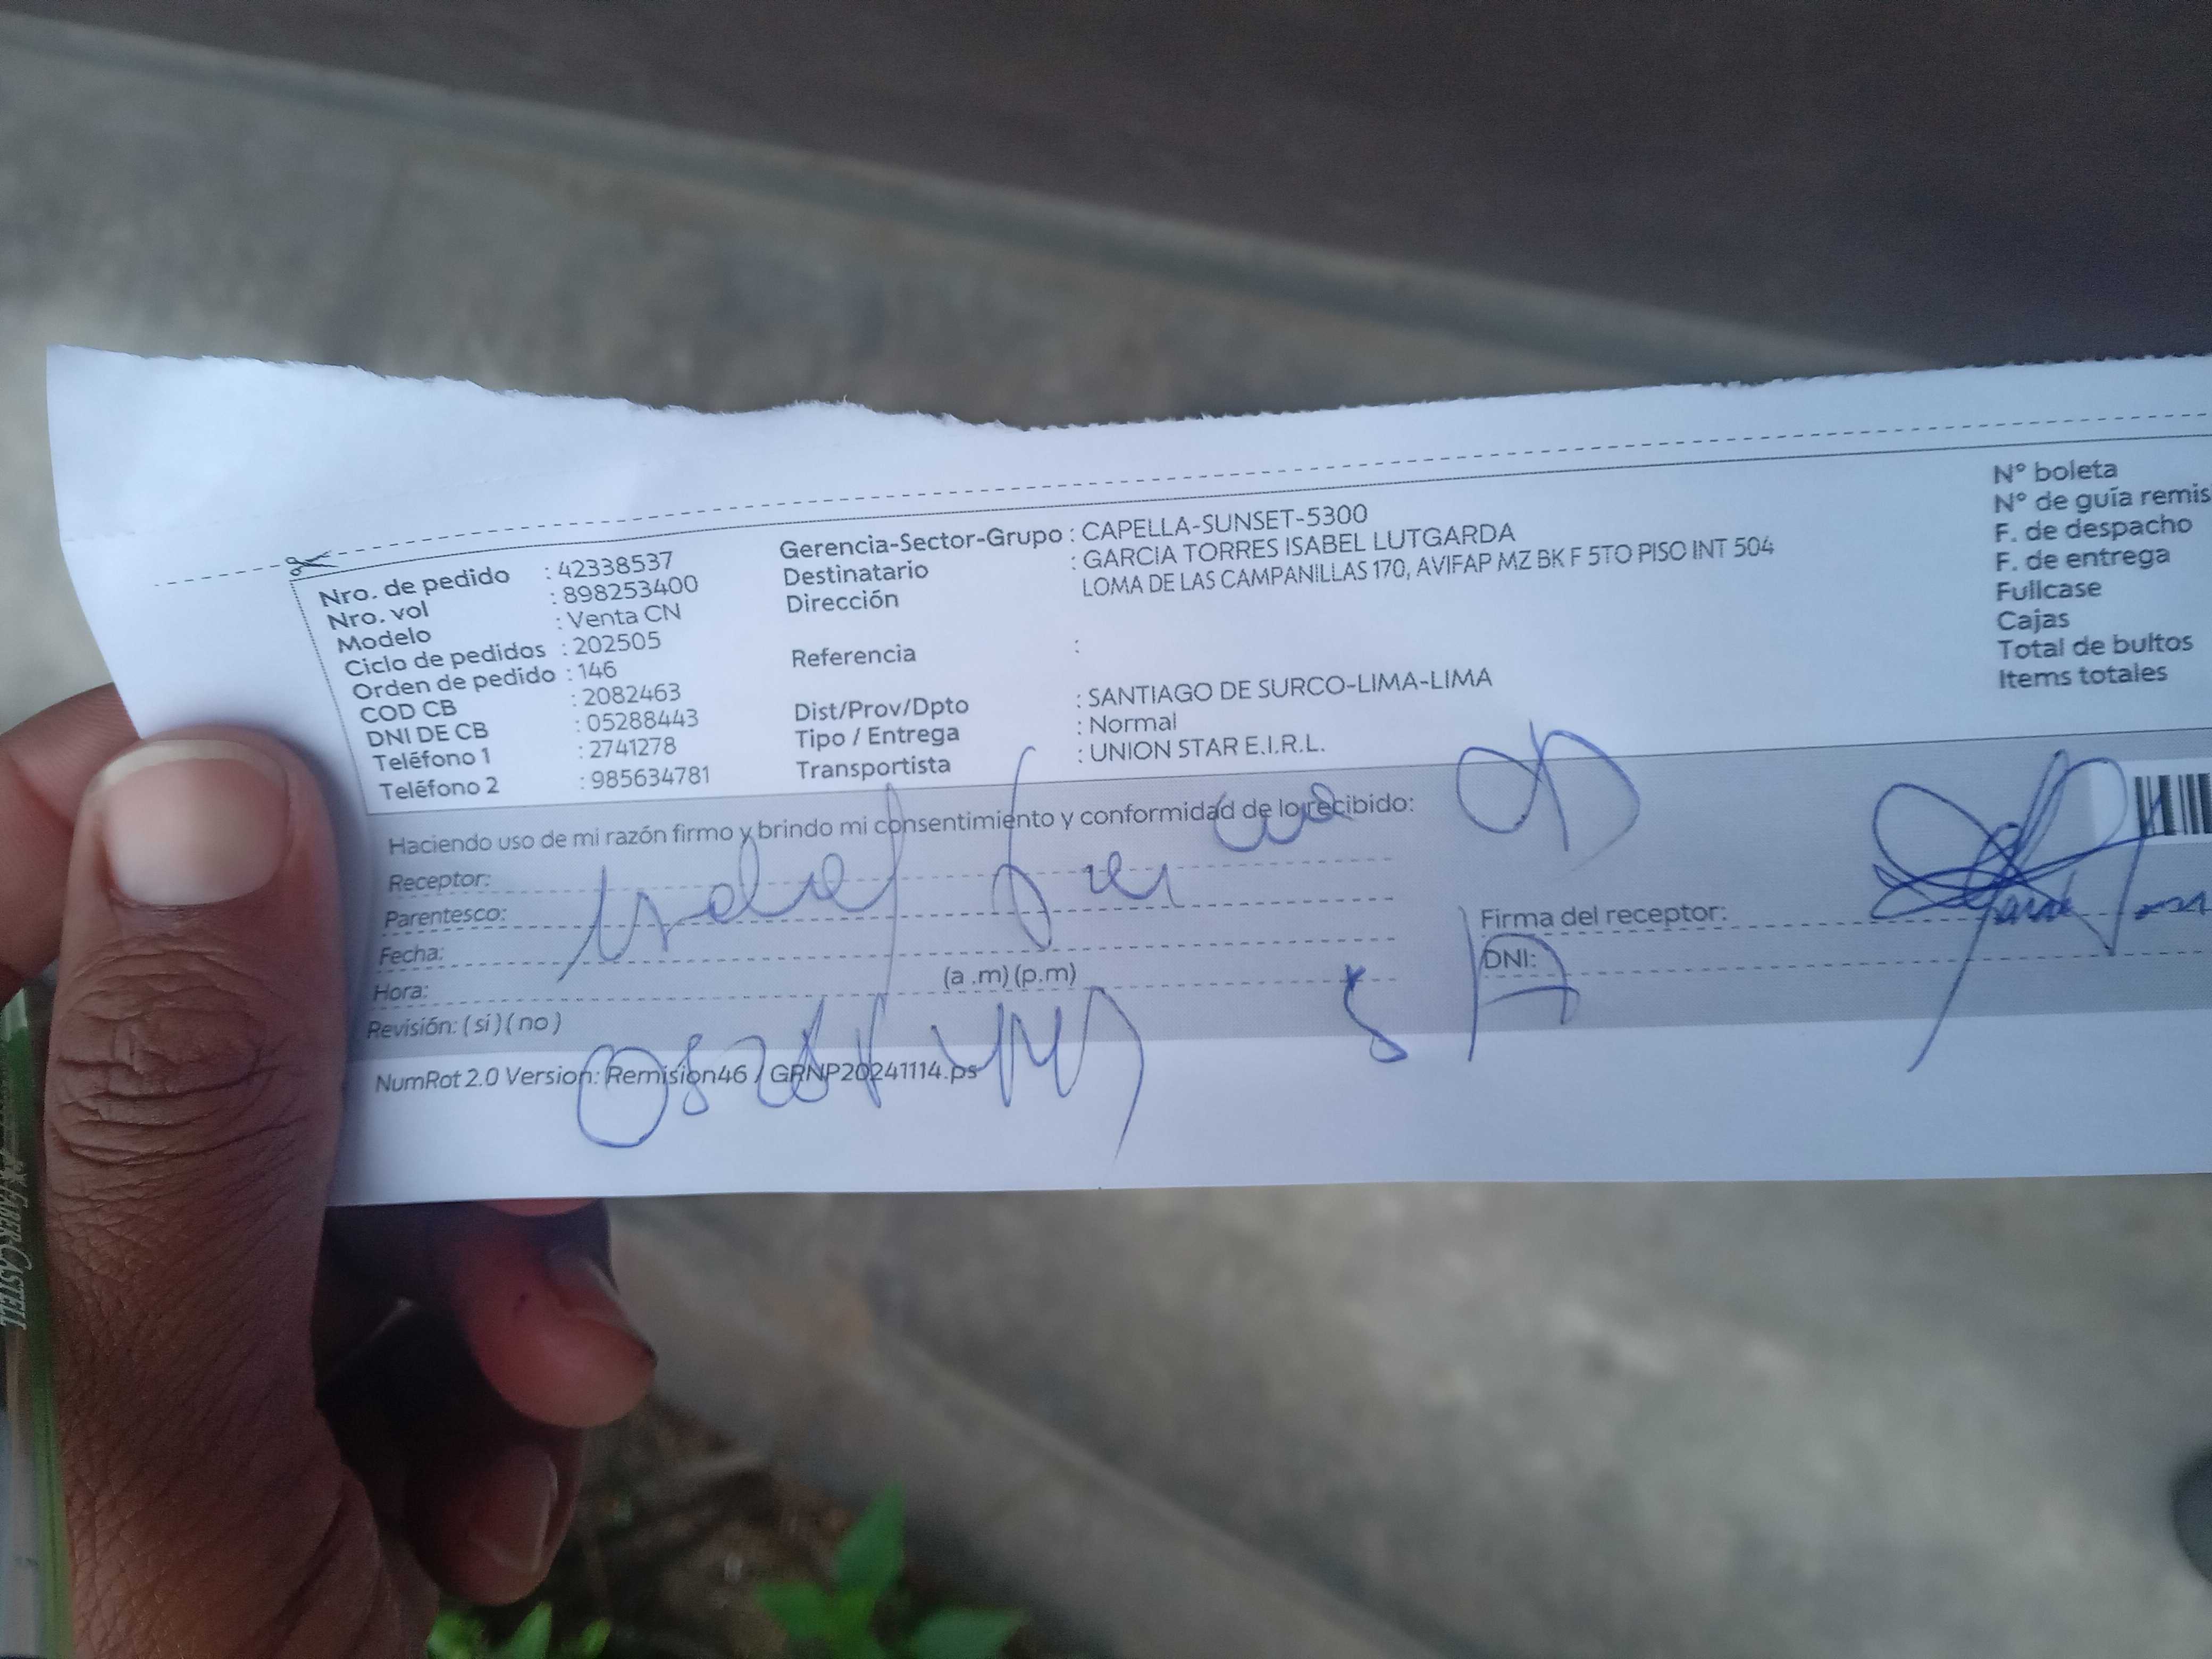 Nro. de pedido : 42338537
Nro. vol : 898253400
Modelo : Venta CN
Ciclo de pedidos : 202505
Orden de pedido : 146
COD CB : 2082463
DNI DE CB : 05288443
Teléfono 1 : 2741278
Teléfono 2 : 985634781
Gerencia-Sector-Grupo : CAPELLA-SUNSET-5300
Destinatario : GARCIA TORRES ISABEL LUTGARDA
Dirección LOMA DE LAS CAMPANILLAS 170, AVIFAP MZ BK F 5TO PISO INT 504
Referencia :
Dist/Prov/Dpto : SANTIAGO DE SURCO-LIMA-LIMA
Tipo / Entrega : Normal
Transportista : UNION STAR E.I.R.L.
N° boleta
N° de guía remis
F. de despacho
F. de entrega
Fullcase
Cajas
Total de bultos
Items totales
Haciendo uso de mi razón firmo y brindo mi consentimiento y conformidad de lo recibido:
Receptor:
Parentesco:
Fecha:
Hora: (a .m) (p.m)
Revisión: ( si ) ( no )
Firma del receptor:
DNI:
NumRot 2.0 Version: Remision46 / GRNP20241114.ps
FABER-CASTELL